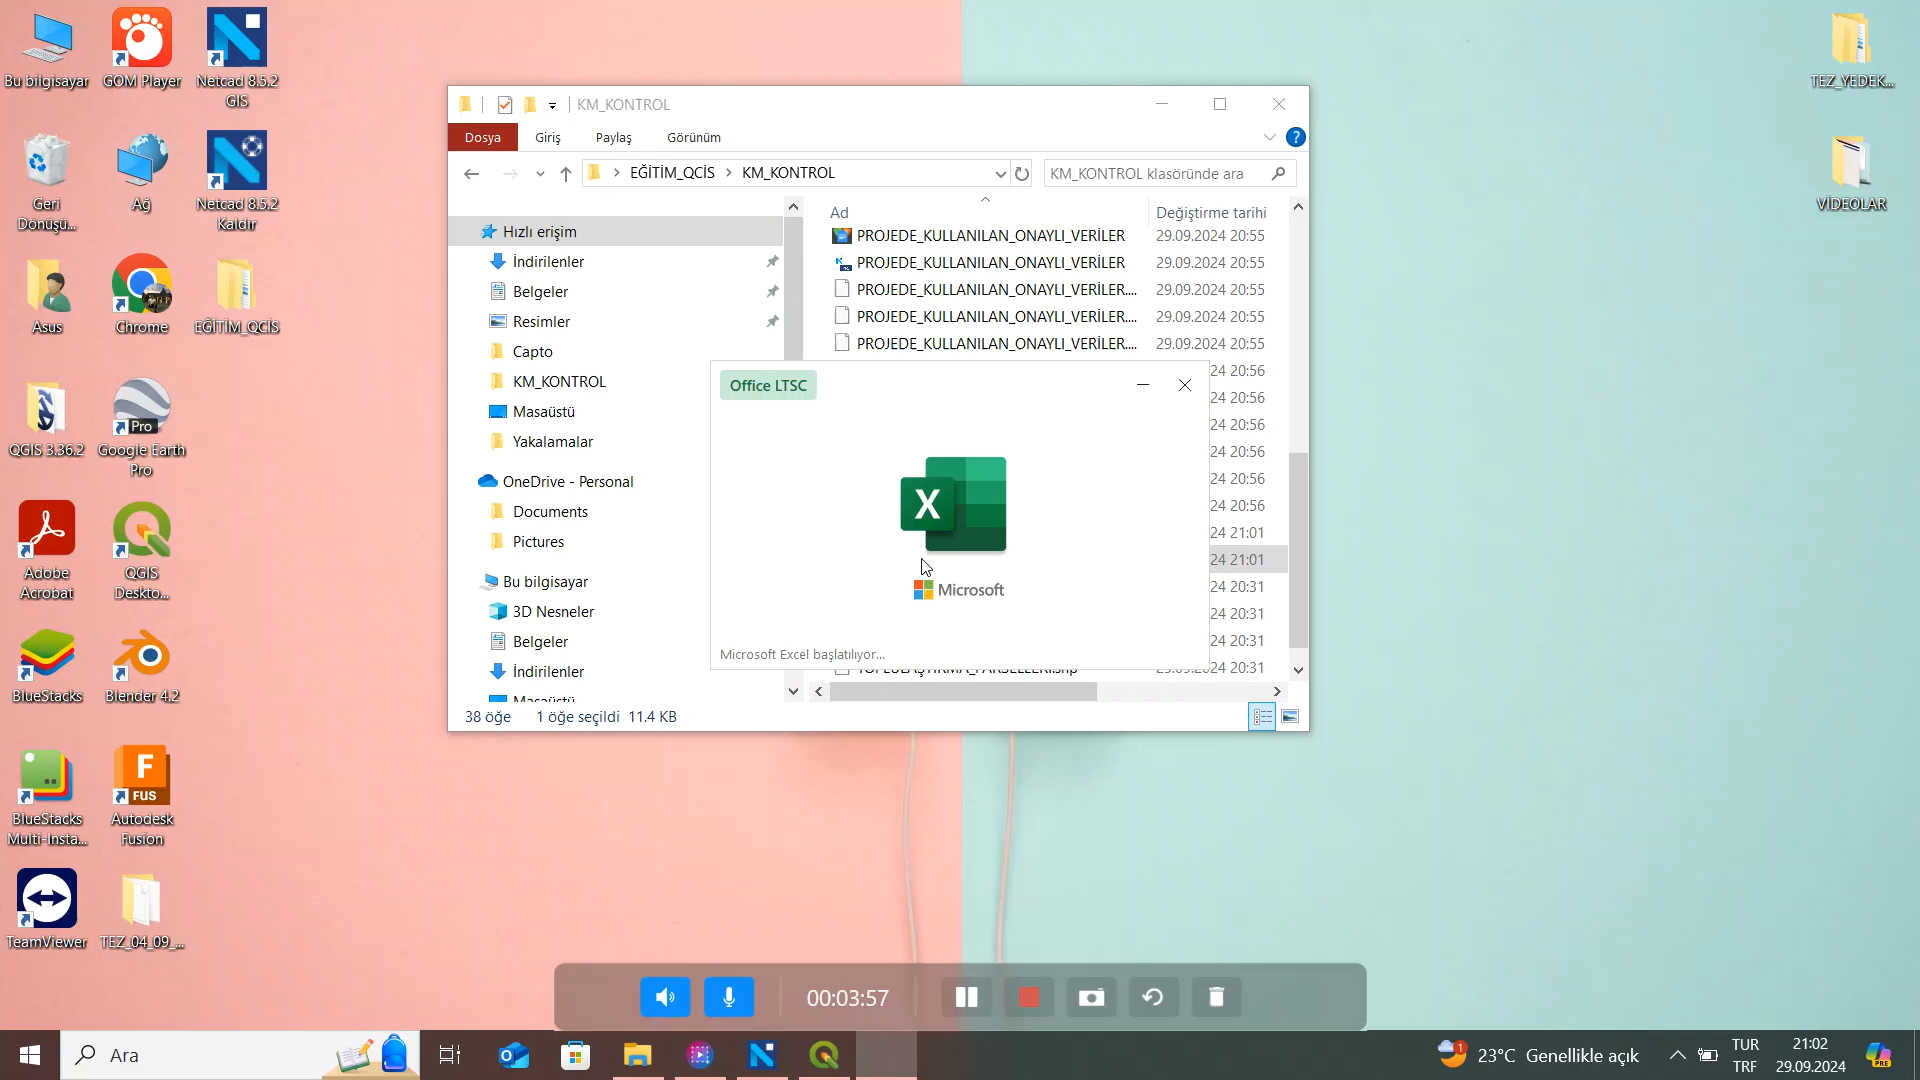 Bu bilgisayar
GOM Player
Netcad 8.5.2
GIS
Geri
Dönüşü...
Ağ
Netcad 8.5.2
Kaldır
Asus
Chrome
EĞİTİM_QCİS
QGIS 3.36.2
Pro
Google Earth
Pro
Adobe
Acrobat
QGIS
Deskto...
BlueStacks
Blender 4.2
BlueStacks
Multi-Insta...
F
FUS
Autodesk
Fusion
TeamViewer
TEZ_04_09_...
TEZ_YEDEK...
VİDEOLAR
KM_KONTROL
Dosya
Giriş
Paylaş
Görünüm
?
EĞİTİM_QCİS
KM_KONTROL
KM_KONTROL klasöründe ara
Hızlı erişim
İndirilenler
Belgeler
Resimler
Capto
KM_KONTROL
Masaüstü
Yakalamalar
OneDrive - Personal
Documents
Pictures
Bu bilgisayar
3D Nesneler
Belgeler
İndirilenler
Masaüstü
Ad
Değiştirme tarihi
PROJEDE_KULLANILAN_ONAYLI_VERİLER 29.09.2024 20:55
PROJEDE_KULLANILAN_ONAYLI_VERİLER 29.09.2024 20:55
PROJEDE_KULLANILAN_ONAYLI_VERİLER.... 29.09.2024 20:55
PROJEDE_KULLANILAN_ONAYLI_VERİLER.... 29.09.2024 20:55
PROJEDE_KULLANILAN_ONAYLI_VERİLER.... 29.09.2024 20:55
24 20:56
24 20:56
24 20:56
24 20:56
24 20:56
24 20:56
24 21:01
24 21:01
24 20:31
24 20:31
24 20:31
24 20:31
Office LTSC
X
Microsoft
Microsoft Excel başlatılıyor...
38 öğe
1 öğe seçildi 11.4 KB
00:03:57
Ara
1
23°C Genellikle açık
TUR
TRF
21:02
29.09.2024
PRE